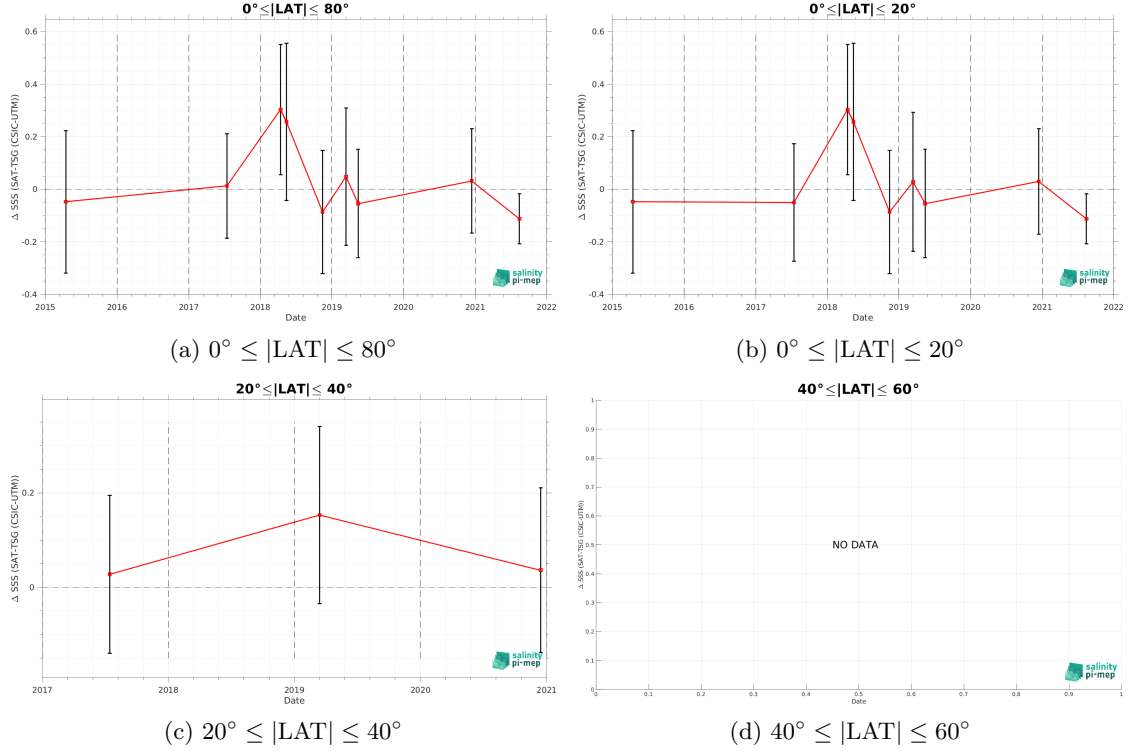 0°≤|LAT|≤ 80°
Δ SSS (SAT-TSG (CSIC-UTM))
0.6
0.4
0.2
0
-0.2
-0.4
2015 2016 2017 2018 2019 2020 2021 2022
Date
salinity
pi-mep
(a) 0° ≤ |LAT| ≤ 80°
0°≤|LAT|≤ 20°
Δ SSS (SAT-TSG (CSIC-UTM))
0.6
0.4
0.2
0
-0.2
-0.4
2015 2016 2017 2018 2019 2020 2021 2022
Date
salinity
pi-mep
(b) 0° ≤ |LAT| ≤ 20°
20°≤|LAT|≤ 40°
Δ SSS (SAT-TSG (CSIC-UTM))
0.2
0
2017 2018 2019 2020 2021
Date
salinity
pi-mep
(c) 20° ≤ |LAT| ≤ 40°
40°≤|LAT|≤ 60°
Δ SSS (SAT-TSG (CSIC-UTM))
1
0.9
0.8
0.7
0.6
0.5
0.4
0.3
0.2
0.1
0
NO DATA
0 0.1 0.2 0.3 0.4 0.5 0.6 0.7 0.8 0.9 1
Date
salinity
pi-mep
(d) 40° ≤ |LAT| ≤ 60°